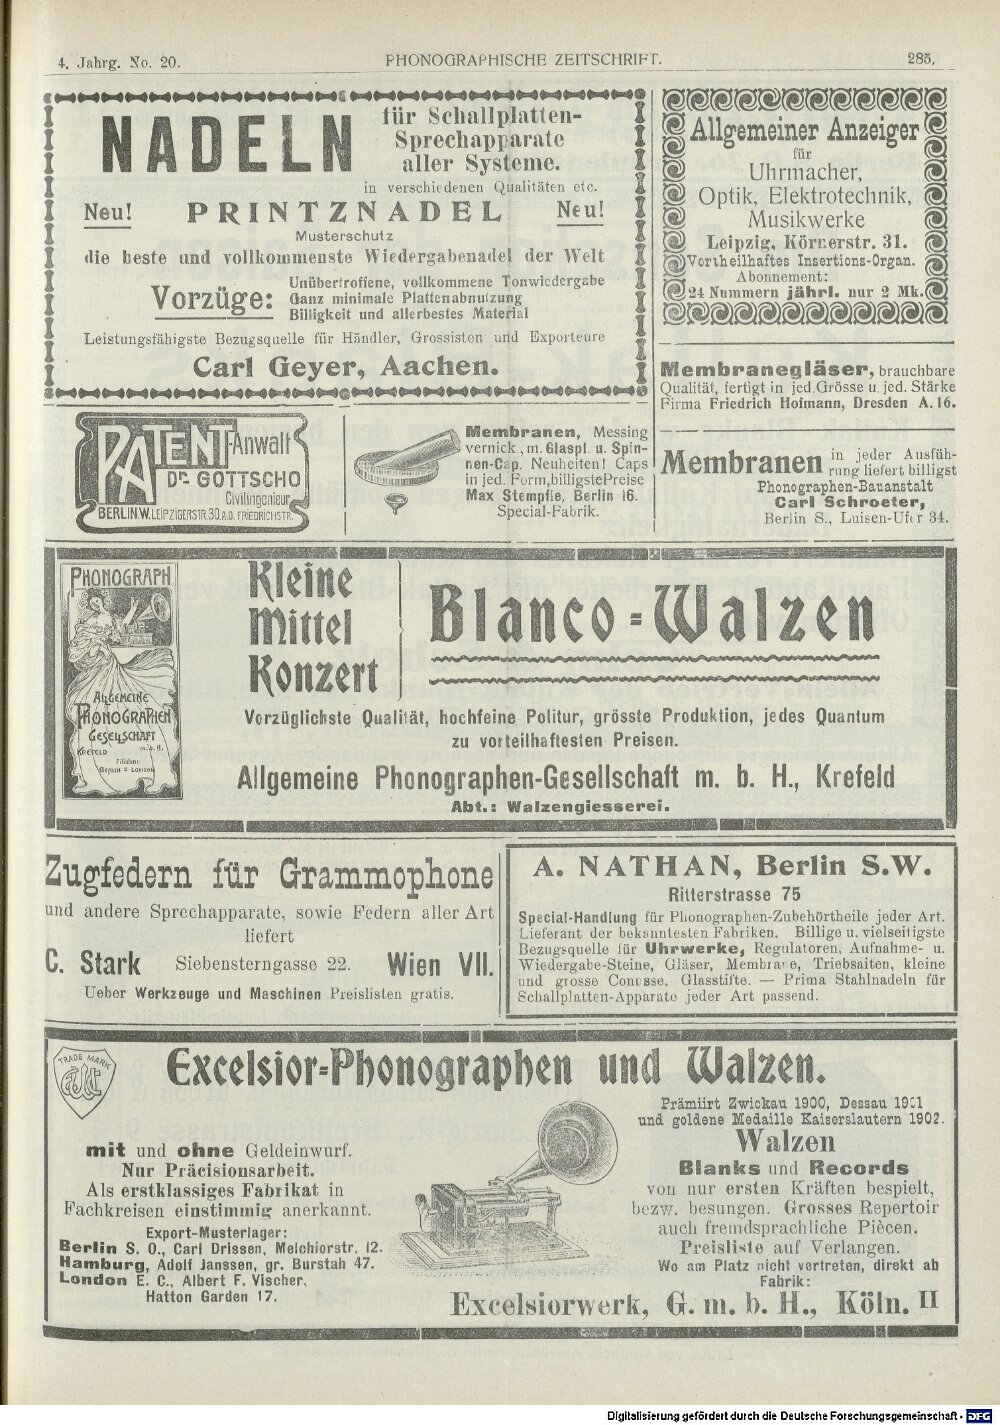 4. Jahrg. No. 20.
PHONOGRAPHISCHE ZEITSCHRIFT.
285.
NADELN
für Schallplatten-
Sprechapparate
aller Systeme.
in verschiedenen Qualitäten etc.
Neu! PRINTZNADEL Neu!
Musterschutz
die beste und vollkommenste Wiedergabenadel der Welt
Vorzüge:
Unübertroffene, vollkommene Tonwiedergabe
Ganz minimale Plattenabnutzung
Billigkeit und allerbestes Material
Leistungsfähigste Bezugsquelle für Händler, Grossisten und Exporteure
Carl Geyer, Aachen.
Allgemeiner Anzeiger
für
Uhrmacher,
Optik, Elektrotechnik,
Musikwerke
Leipzig, Körnerstr. 31.
Vortheilhaftes Insertions-Organ.
Abonnement:
24 Nummern jährl. nur 2 Mk.
Membranegläser, brauchbare
Qualität, fertigt in jed. Grösse u. jed. Stärke
Firma Friedrich Hofmann, Dresden A. 16.
PATENT-Anwalt
Dr. GOTTSCHO
Civilingenieur
BERLIN.W. LEIPZIGERSTR. 30 A.D. FRIEDRICHSTR.
Membranen, Messing
vernick., m. Glaspl. u. Spin-
nen-Cap. Neuheiten! Caps
in jed. Form, billigste Preise
Max Stempfle, Berlin 16.
Special-Fabrik.
Membranen in jeder Ausfüh-
rung liefert billigst
Phonographen-Bauanstalt
Carl Schroeter,
Berlin S., Luisen-Ufer 34.
PHONOGRAPH
ALLGEMEINE
PHONOGRAPHEN
GESELLSCHAFT
KREFELD m.b.H.
Filialen:
BERLIN = LONDON
Kleine
Mittel
Konzert
Blanco-Walzen
Vorzüglichste Qualität, hochfeine Politur, grösste Produktion, jedes Quantum
zu vorteilhaftesten Preisen.
Allgemeine Phonographen-Gesellschaft m. b. H., Krefeld
Abt.: Walzengiesserei.
Zugfedern für Grammophone
und andere Sprechapparate, sowie Federn aller Art
liefert
C. Stark Siebensterngasse 22. Wien VII.
Ueber Werkzeuge und Maschinen Preislisten gratis.
A. NATHAN, Berlin S.W.
Ritterstrasse 75
Special-Handlung für Phonographen-Zubehörtheile jeder Art.
Lieferant der bekanntesten Fabriken. Billige u. vielseitigste
Bezugsquelle für Uhrwerke, Regulatoren, Aufnahme- u.
Wiedergabe-Steine, Gläser, Membrane, Triebsaiten, kleine
und grosse Conusse, Glasstifte. — Prima Stahlnadeln für
Schallplatten-Apparate jeder Art passend.
TRADE MARK
Excelsior-Phonographen und Walzen.
mit und ohne Geldeinwurf.
Nur Präcisionsarbeit.
Als erstklassiges Fabrikat in
Fachkreisen einstimmig anerkannt.
Export-Musterlager:
Berlin S. O., Carl Drissen, Melchiorstr. 12.
Hamburg, Adolf Janssen, gr. Burstah 47.
London E. C., Albert F. Vischer,
Hatton Garden 17.
Prämiirt Zwickau 1900, Dessau 1901
und goldene Medaille Kaiserslautern 1902.
Walzen
Blanks und Records
von nur ersten Kräften bespielt,
bezw. besungen. Grosses Repertoir
auch fremdsprachliche Piècen.
Preisliste auf Verlangen.
Wo am Platz nicht vertreten, direkt ab
Fabrik:
Excelsiorwerk, G. m. b. H., Köln. II
Digitalisierung gefördert durch die Deutsche Forschungsgemeinschaft - DFG